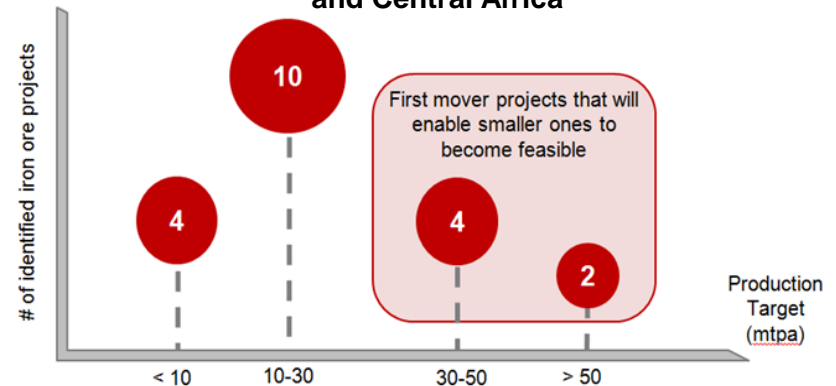 and Central Africa
# of identified iron ore projects
10
First mover projects that will
enable smaller ones to
become feasible
4
4
2
Production
Target
(mtpa)
< 10
10-30
30-50
> 50